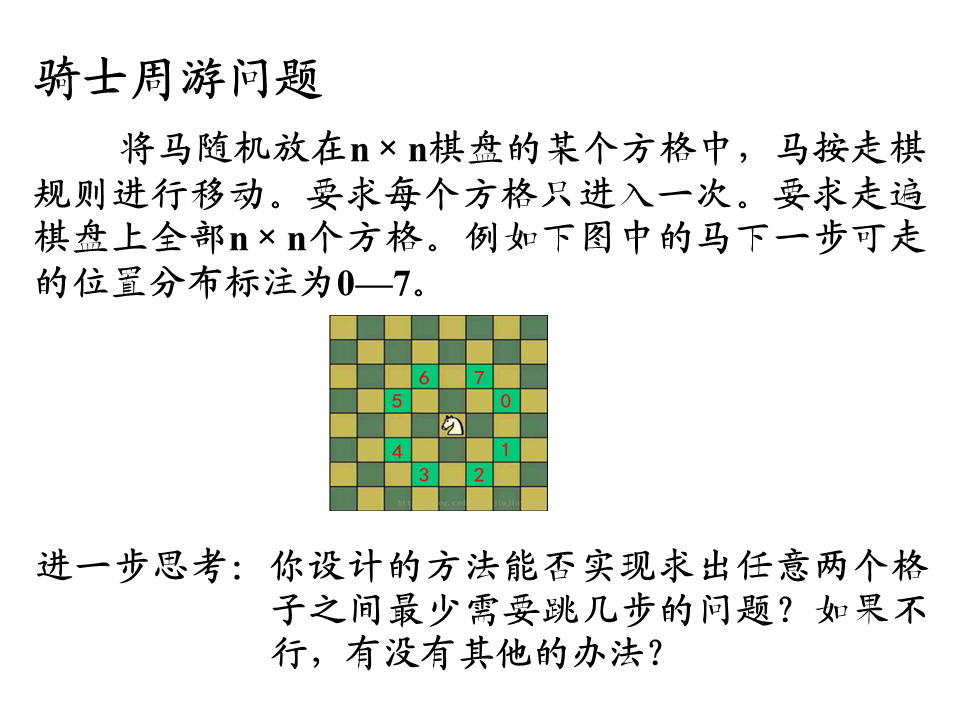 骑士周游问题
将马随机放在n×n棋盘的某个方格中，马按走棋
规则进行移动。要求每个方格只进入一次。要求走遍
棋盘上全部n×n个方格。例如下图中的马下一步可走
的位置分布标注为0—7。
6 7
5 0
4 1
3 2
进一步思考：你设计的方法能否实现求出任意两个格
子之间最少需要跳几步的问题？如果不
行，有没有其他的办法？